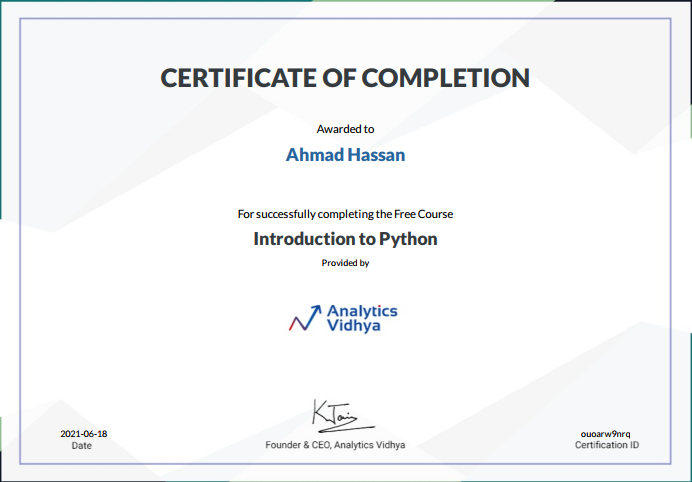 CERTIFICATE OF COMPLETION
Awarded to
Ahmad Hassan
For successfully completing the Free Course
Introduction to Python
Provided by
Analytics
Vidhya
K Jain
2021-06-18
Date
Founder & CEO, Analytics Vidhya
ouoarw9nrq
Certification ID